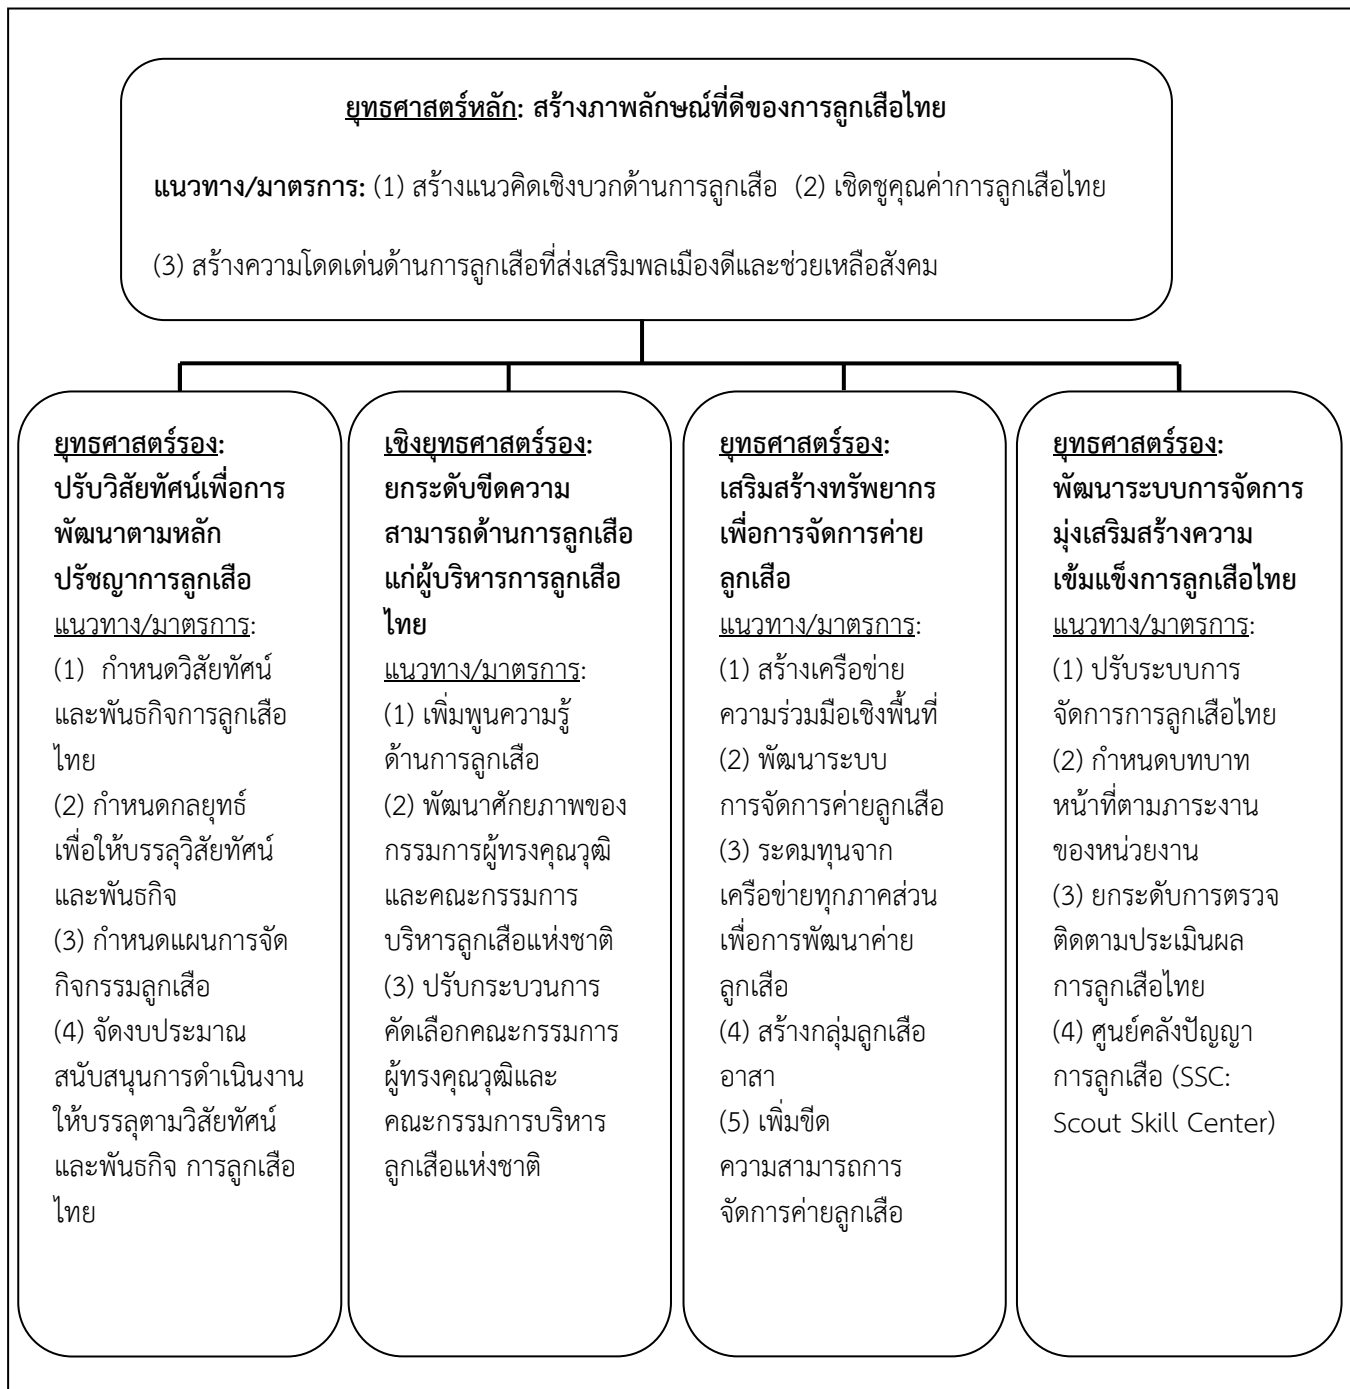 ยุทธศาสตร์หลัก: สร้างภาพลักษณ์ที่ดีของการลูกเสือไทย
แนวทาง/มาตรการ: (1) สร้างแนวคิดเชิงบวกด้านการลูกเสือ (2) เชิดชูคุณค่าการลูกเสือไทย
(3) สร้างความโดดเด่นด้านการลูกเสือที่ส่งเสริมพลเมืองดีและช่วยเหลือสังคม
ยุทธศาสตร์รอง:
ปรับวิสัยทัศน์เพื่อการ
พัฒนาตามหลัก
ปรัชญาการลูกเสือ
แนวทาง/มาตรการ:
(1) กำหนดวิสัยทัศน์
และพันธกิจการลูกเสือ
ไทย
(2) กำหนดกลยุทธ์
เพื่อให้บรรลุวิสัยทัศน์
และพันธกิจ
(3) กำหนดแผนการจัด
กิจกรรมลูกเสือ
(4) จัดงบประมาณ
สนับสนุนการดำเนินงาน
ให้บรรลุตามวิสัยทัศน์
และพันธกิจ การลูกเสือ
ไทย
เชิงยุทธศาสตร์รอง:
ยกระดับขีดความ
สามารถด้านการลูกเสือ
แก่ผู้บริหารการลูกเสือ
ไทย
แนวทาง/มาตรการ:
(1) เพิ่มพูนความรู้
ด้านการลูกเสือ
(2) พัฒนาศักยภาพของ
กรรมการผู้ทรงคุณวุฒิ
และคณะกรรมการ
บริหารลูกเสือแห่งชาติ
(3) ปรับกระบวนการ
คัดเลือกคณะกรรมการ
ผู้ทรงคุณวุฒิและ
คณะกรรมการบริหาร
ลูกเสือแห่งชาติ
ยุทธศาสตร์รอง:
เสริมสร้างทรัพยากร
เพื่อการจัดการค่าย
ลูกเสือ
แนวทาง/มาตรการ:
(1) สร้างเครือข่าย
ความร่วมมือเชิงพื้นที่
(2) พัฒนาระบบ
การจัดการค่ายลูกเสือ
(3) ระดมทุนจาก
เครือข่ายทุกภาคส่วน
เพื่อการพัฒนาค่าย
ลูกเสือ
(4) สร้างกลุ่มลูกเสือ
อาสา
(5) เพิ่มขีด
ความสามารถการ
จัดการค่ายลูกเสือ
ยุทธศาสตร์รอง:
พัฒนาระบบการจัดการ
มุ่งเสริมสร้างความ
เข้มแข็งการลูกเสือไทย
แนวทาง/มาตรการ:
(1) ปรับระบบการ
จัดการการลูกเสือไทย
(2) กำหนดบทบาท
หน้าที่ตามภาระงาน
ของหน่วยงาน
(3) ยกระดับการตรวจ
ติดตามประเมินผล
การลูกเสือไทย
(4) ศูนย์คลังปัญญา
การลูกเสือ (SSC:
Scout Skill Center)